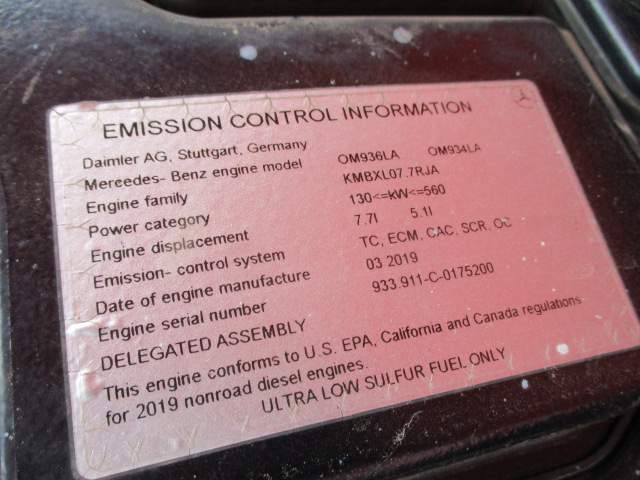 EMISSION CONTROL INFORMATION
Daimler AG, Stuttgart, Germany
Mercedes- Benz engine model OM936LA OM934LA
Engine family KMBXL07.7RJA
Power category 130<=kW<=560
Engine displacement 7.7l 5.1l
Emission- control system TC, ECM, CAC, SCR, OC
Date of engine manufacture 03 2019
Engine serial number 933.911-C-0175200
DELEGATED ASSEMBLY
This engine conforms to U.S. EPA, California and Canada regulations
for 2019 nonroad diesel engines.
ULTRA LOW SULFUR FUEL ONLY